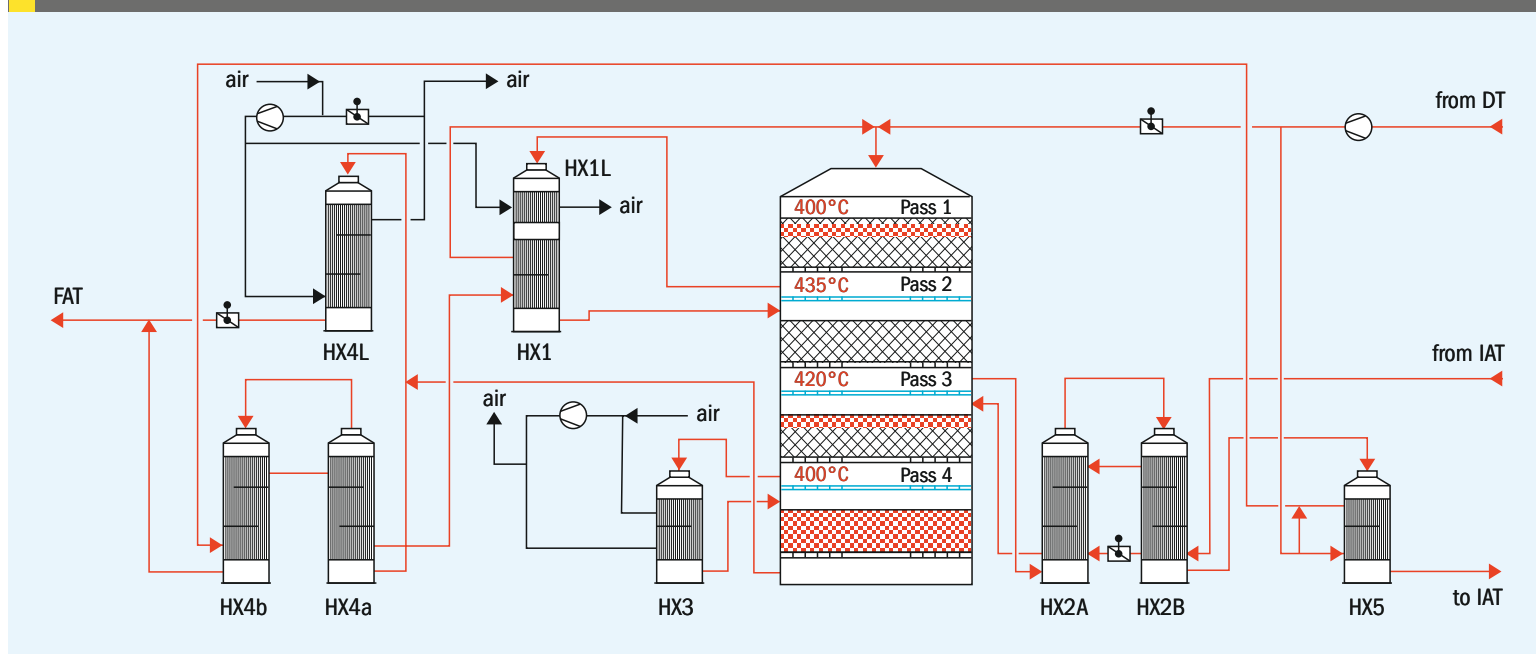 air
air
from DT
HX1L
air
400°C Pass 1
435°C Pass 2
FAT
HX4L
HX1
from IAT
420°C Pass 3
air
air
400°C Pass 4
HX4b
HX4a
HX3
HX2A
HX2B
HX5
to IAT